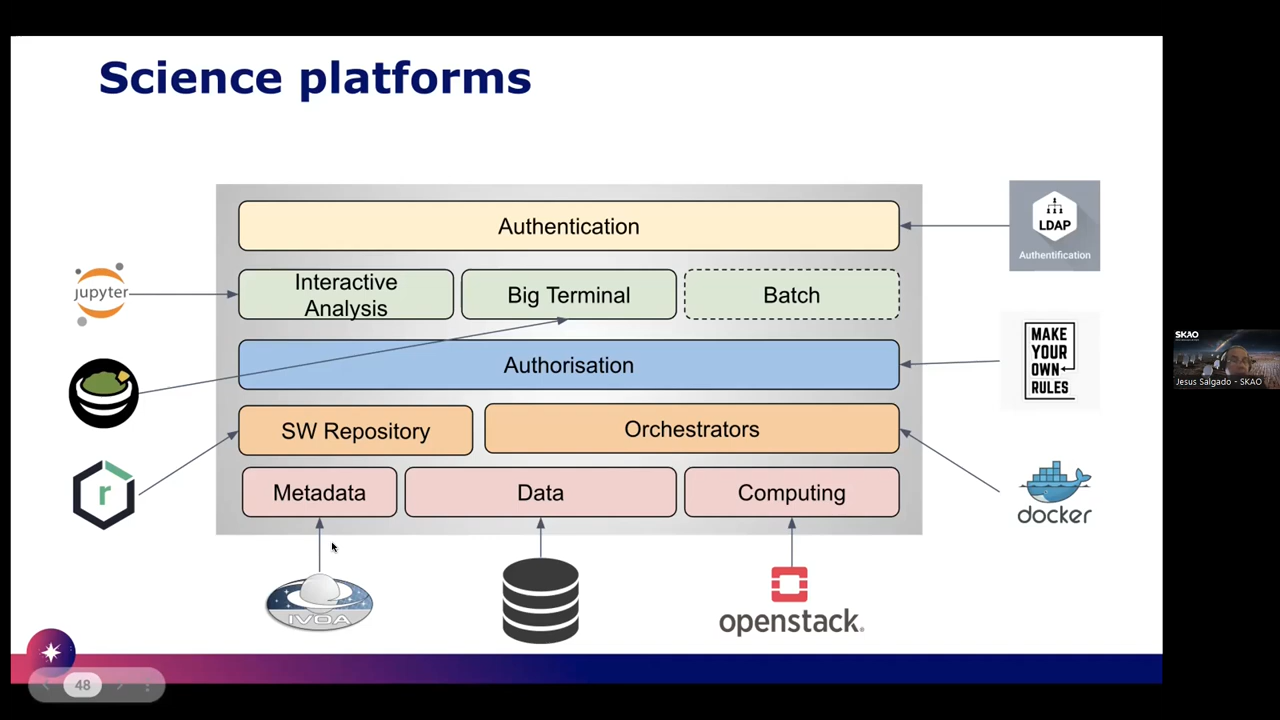 Science platforms
Authentication
LDAP
Authentification
Interactive
Analysis
Big Terminal
Batch
jupyter
Authorisation
MAKE
YOUR
OWN
RULES
SKAO
Jesus Salgado - SKAO
SW Repository
Orchestrators
r
Metadata
Data
Computing
docker
IVOA
openstack.
48